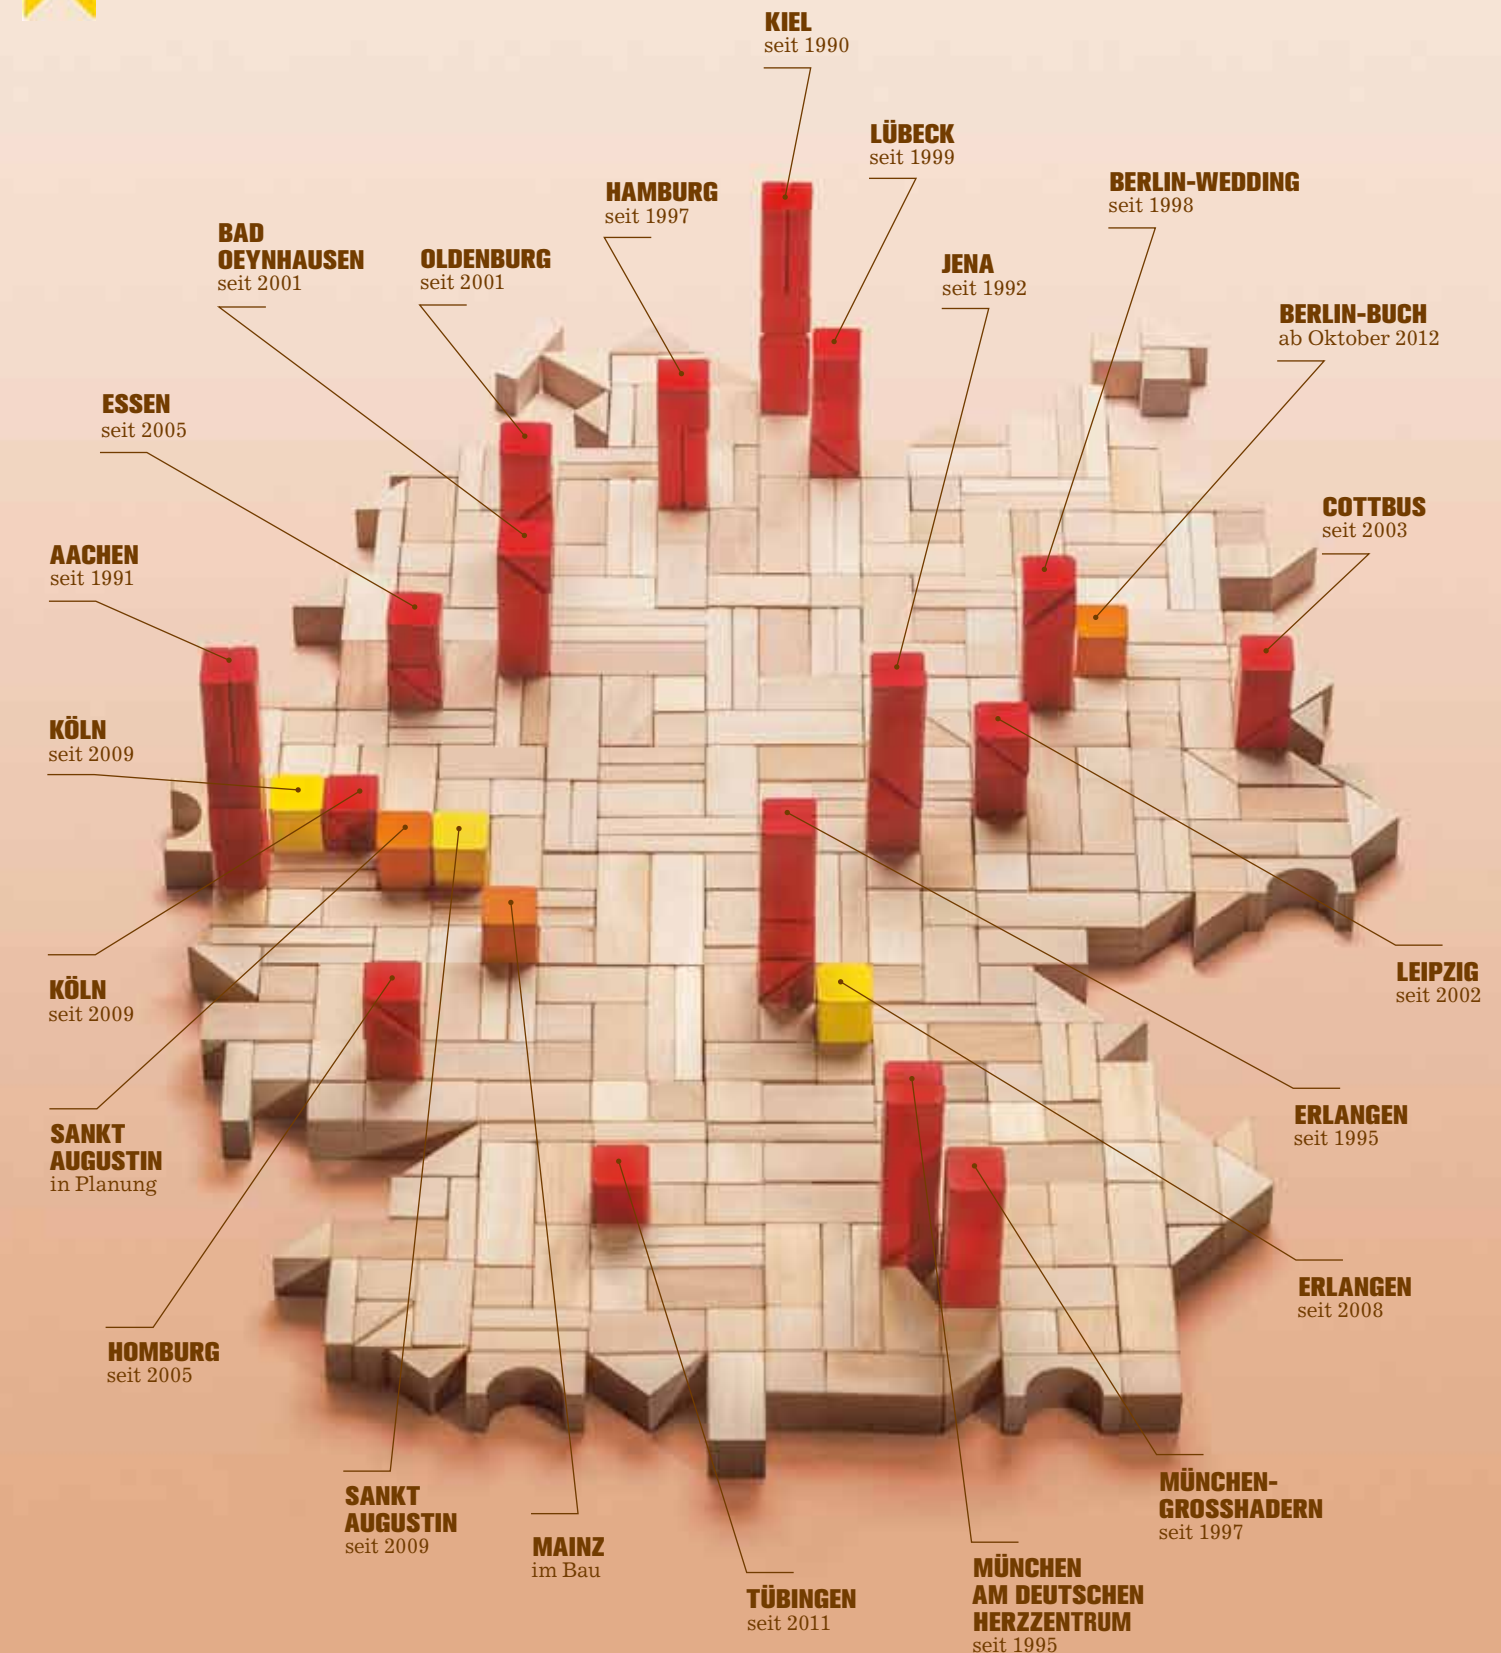 KIEL
seit 1990
LÜBECK
seit 1999
HAMBURG
seit 1997
BERLIN-WEDDING
seit 1998
BAD
OEYNHAUSEN
seit 2001
OLDENBURG
seit 2001
JENA
seit 1992
BERLIN-BUCH
ab Oktober 2012
ESSEN
seit 2005
COTTBUS
seit 2003
AACHEN
seit 1991
KÖLN
seit 2009
KÖLN
seit 2009
LEIPZIG
seit 2002
SANKT
AUGUSTIN
in Planung
ERLANGEN
seit 1995
ERLANGEN
seit 2008
HOMBURG
seit 2005
SANKT
AUGUSTIN
seit 2009
MAINZ
im Bau
TÜBINGEN
seit 2011
MÜNCHEN
AM DEUTSCHEN
HERZZENTRUM
seit 1995
MÜNCHEN-
GROSSHADERN
seit 1997